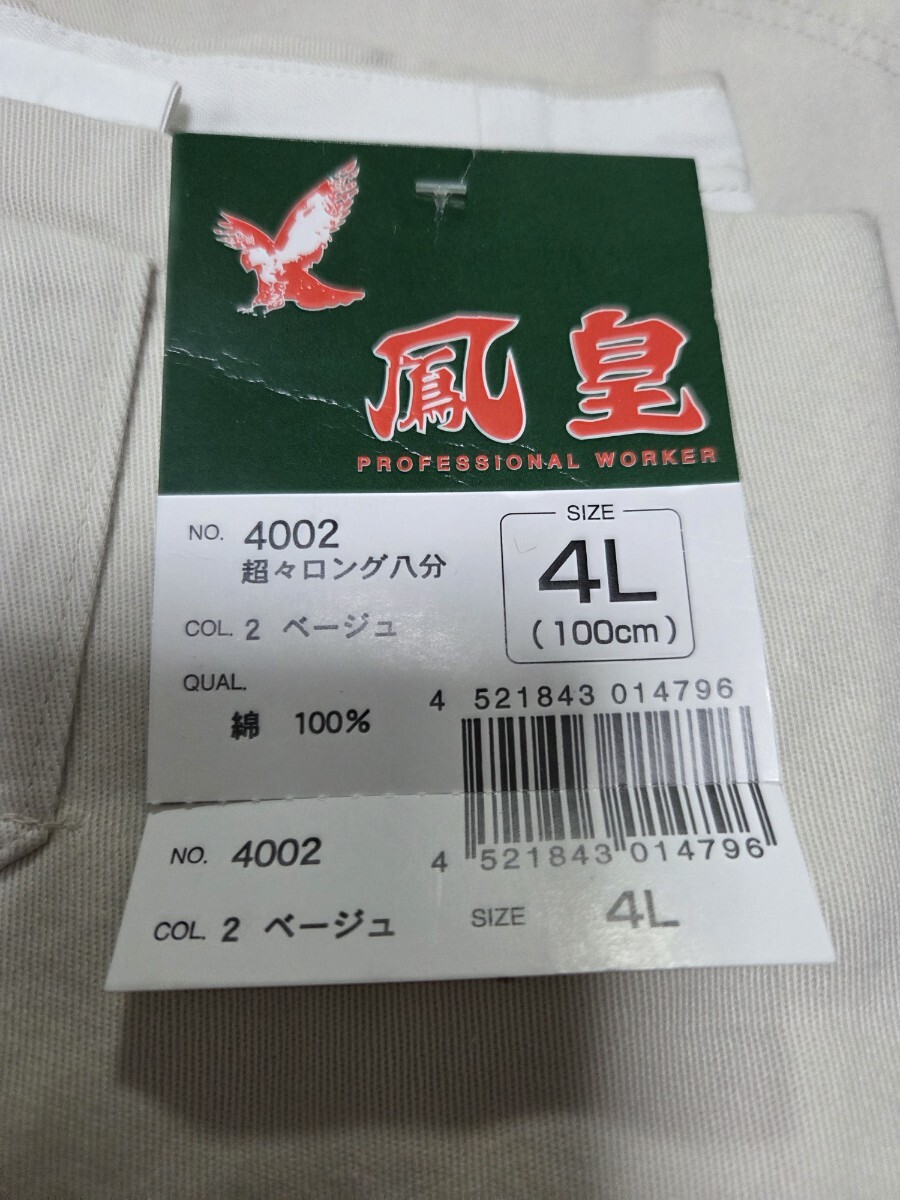 鳳皇
PROFESSIONAL WORKER
NO. 4002
超々ロング八分
SIZE
4L
(100cm)
COL. 2 ベージュ
QUAL.
綿 100%
4 521843 014796
4 521843 014796
NO. 4002
COL. 2 ベージュ
SIZE 4L